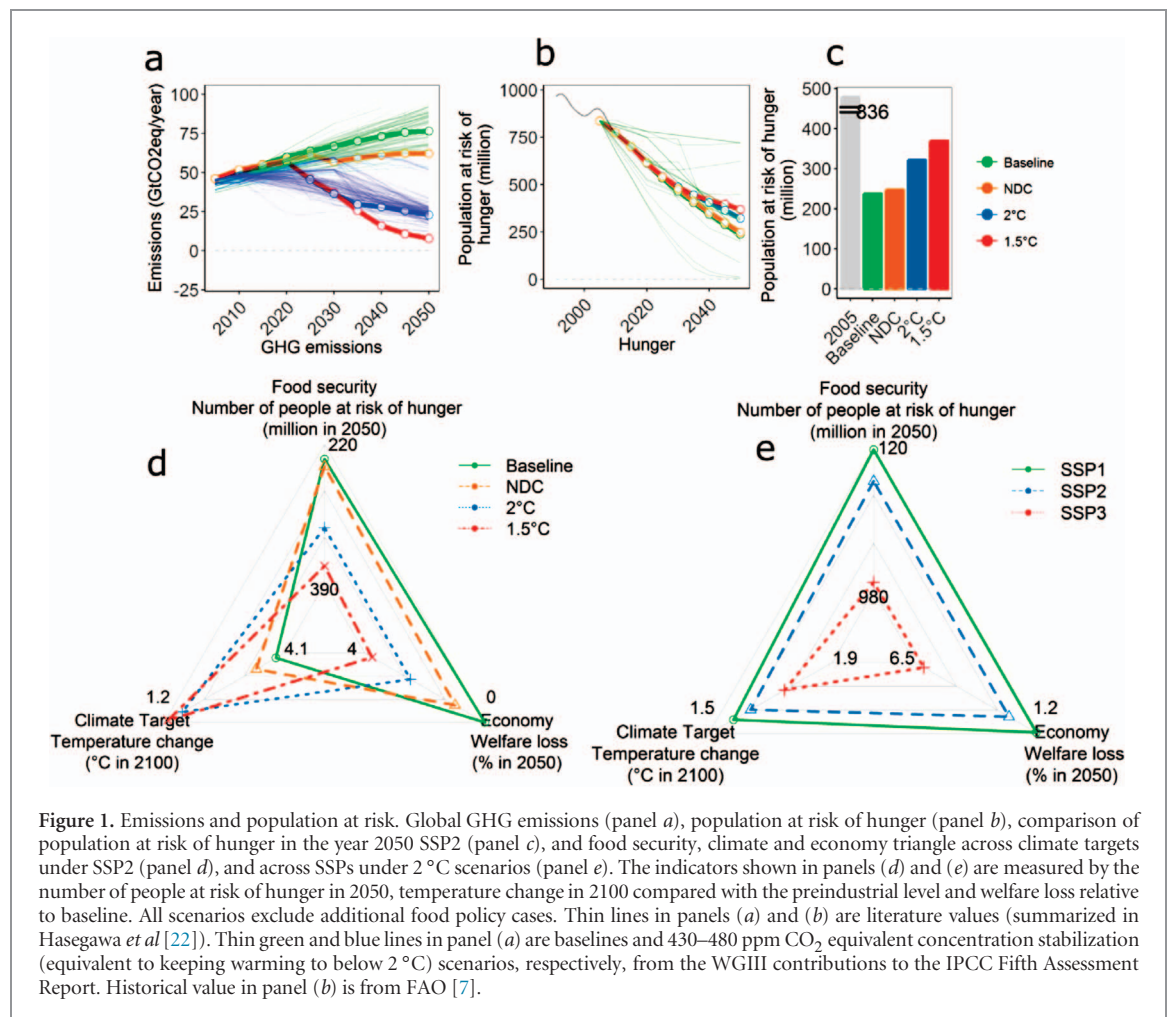 a
Emissions (GtCO2eq/year)
100
75
50
25
0
-25
2010
2020
2030
2040
2050
GHG emissions
b
Population at risk of
hunger (million)
1000
750
500
250
0
2000
2020
2040
Hunger
c
Population at risk of hunger
(million)
500
400
300
200
100
0
836
2005
Baseline
NDC
2°C
1.5°C
Baseline
NDC
2°C
1.5°C
Food security
Number of people at risk of hunger
(million in 2050)
220
d
Baseline
NDC
2°C
1.5°C
390
4.1
4
1.2
0
Climate Target
Temperature change
(°C in 2100)
Economy
Welfare loss
(% in 2050)
Food security
Number of people at risk of hunger
(million in 2050)
120
e
SSP1
SSP2
SSP3
980
1.9
6.5
1.5
1.2
Climate Target
Temperature change
(°C in 2100)
Economy
Welfare loss
(% in 2050)
Figure 1. Emissions and population at risk. Global GHG emissions (panel a), population at risk of hunger (panel b), comparison of
population at risk of hunger in the year 2050 SSP2 (panel c), and food security, climate and economy triangle across climate targets
under SSP2 (panel d), and across SSPs under 2 °C scenarios (panel e). The indicators shown in panels (d) and (e) are measured by the
number of people at risk of hunger in 2050, temperature change in 2100 compared with the preindustrial level and welfare loss relative
to baseline. All scenarios exclude additional food policy cases. Thin lines in panels (a) and (b) are literature values (summarized in
Hasegawa et al [22]). Thin green and blue lines in panel (a) are baselines and 430–480 ppm CO₂ equivalent concentration stabilization
(equivalent to keeping warming to below 2 °C) scenarios, respectively, from the WGIII contributions to the IPCC Fifth Assessment
Report. Historical value in panel (b) is from FAO [7].